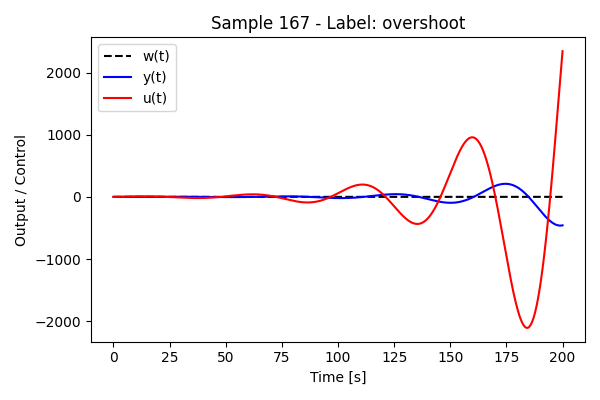 Sample 167 - Label: overshoot
w(t)
y(t)
u(t)
Output / Control
2000
1000
0
−1000
−2000
0 25 50 75 100 125 150 175 200
Time [s]